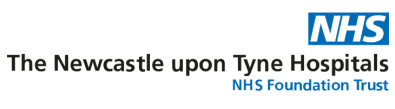 NHS
The Newcastle upon Tyne Hospitals
NHS Foundation Trust